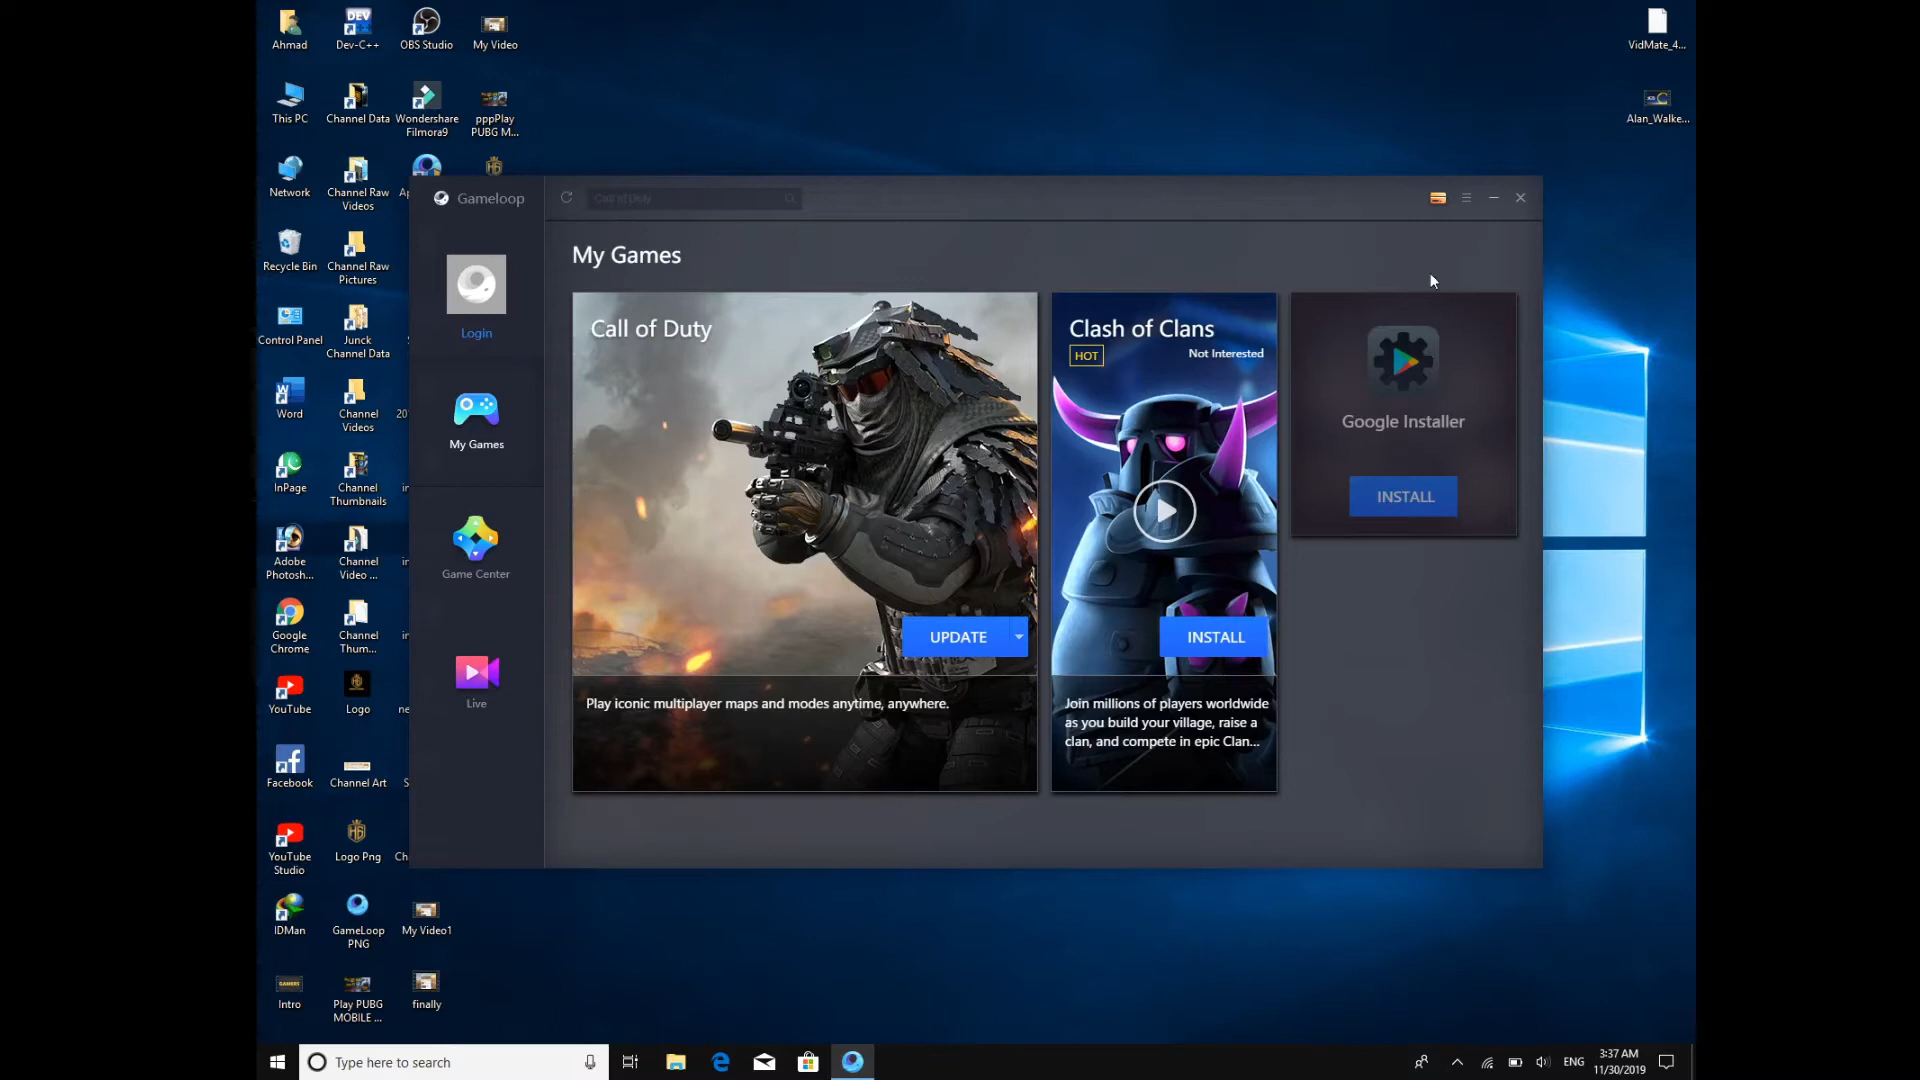 Ahmad
Dev-C++
OBS Studio
My Video
VidMate_4...
This PC
Channel Data
Wondershare
Filmora9
pppPlay
PUBG M...
Alan_Walke...
Network
Channel Raw
Videos
Gameloop
Call of Duty
Recycle Bin
Channel Raw
Pictures
My Games
Login
Call of Duty
Clash of Clans
HOT
Not Interested
Google Installer
INSTALL
Control Panel
Junck
Channel Data
Word
Channel
Videos
My Games
InPage
Channel
Thumbnails
Adobe
Photosh...
Channel
Video ...
Game Center
Google
Chrome
Channel
Thum...
UPDATE
INSTALL
YouTube
Logo
Live
Play iconic multiplayer maps and modes anytime, anywhere.
Join millions of players worldwide
as you build your village, raise a
clan, and compete in epic Clan...
Facebook
Channel Art
YouTube
Studio
Logo Png
IDMan
GameLoop
PNG
My Video1
Intro
Play PUBG
MOBILE ...
finally
Type here to search
ENG
3:37 AM
11/30/2019